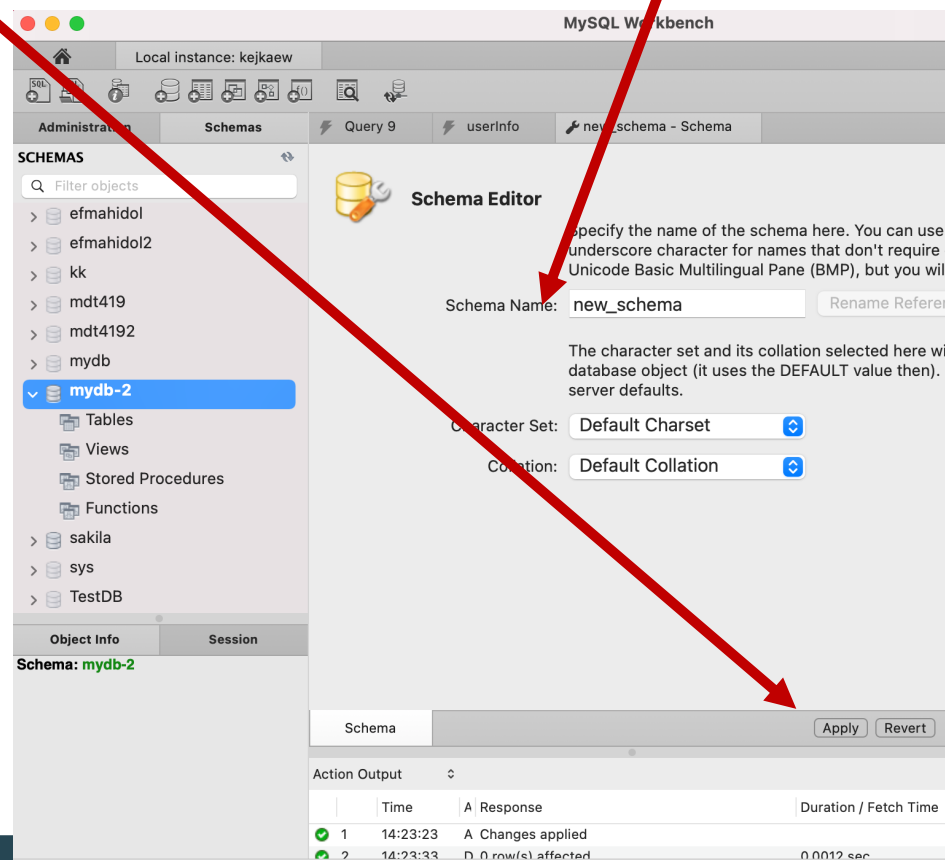 MySQL Workbench
Local instance: kejkaew
SQL
Administration
Schemas
Query 9
userInfo
new_schema - Schema
SCHEMAS
Filter objects
efmahidol
efmahidol2
kk
mdt419
mdt4192
mydb
mydb-2
Tables
Views
Stored Procedures
Functions
sakila
sys
TestDB
Object Info
Session
Schema: mydb-2
Schema Editor
Specify the name of the schema here. You can use
underscore character for names that don't require
Unicode Basic Multilingual Pane (BMP), but you wil
Schema Name:
new_schema
Rename Referen
The character set and its collation selected here wi
database object (it uses the DEFAULT value then).
server defaults.
Character Set:
Default Charset
Collation:
Default Collation
Schema
Apply
Revert
Action Output
Time
A
Response
Duration / Fetch Time
1
14:23:23
A
Changes applied
2
14:23:33
D
0 row(s) affected
0.0012 sec